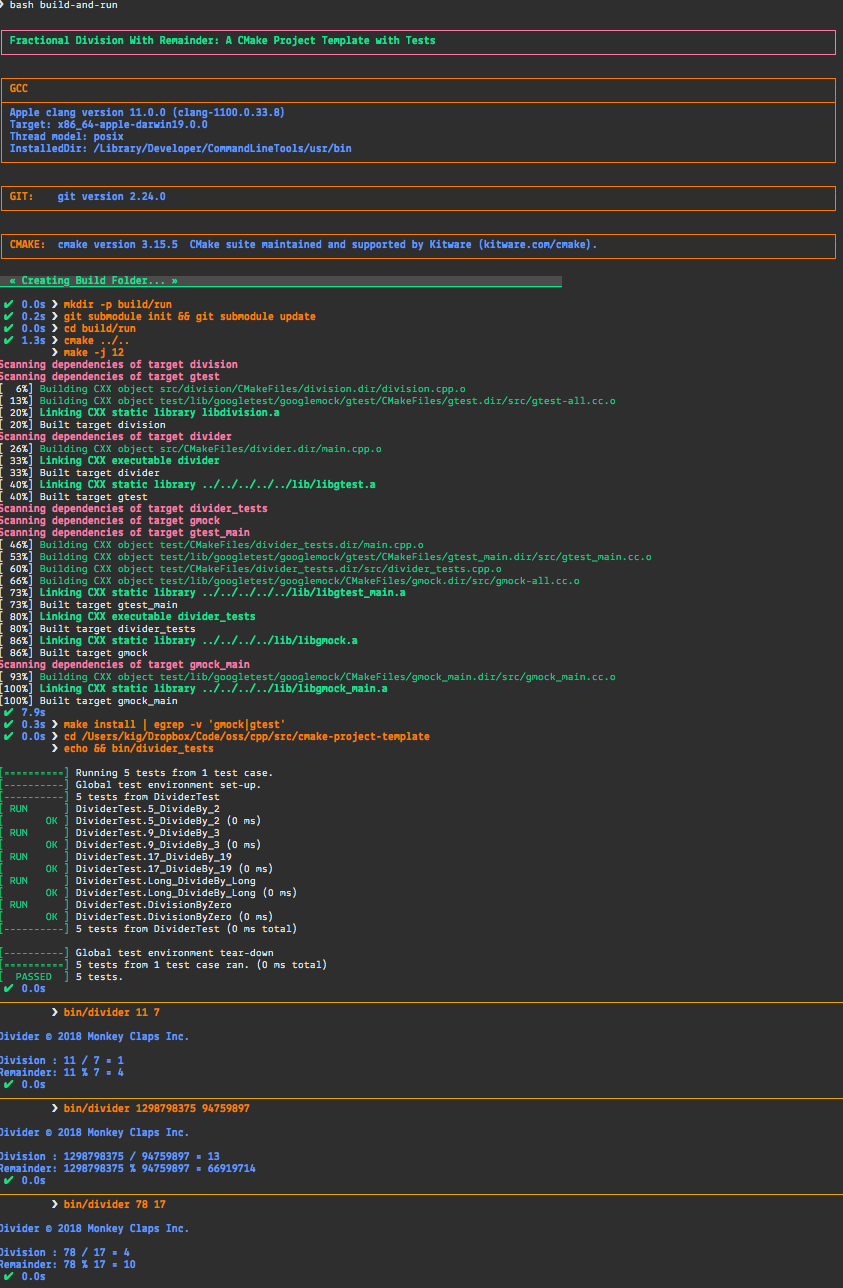 ❯ bash build-and-run
Fractional Division With Remainder: A CMake Project Template with Tests
GCC
Apple clang version 11.0.0 (clang-1100.0.33.8)
Target: x86_64-apple-darwin19.0.0
Thread model: posix
InstalledDir: /Library/Developer/CommandLineTools/usr/bin
GIT: git version 2.24.0
CMAKE: cmake version 3.15.5 CMake suite maintained and supported by Kitware (kitware.com/cmake).
« Creating Build Folder... »
✔ 0.0s ❯ mkdir -p build/run
✔ 0.2s ❯ git submodule init && git submodule update
✔ 0.0s ❯ cd build/run
✔ 1.3s ❯ cmake ../..
❯ make -j 12
Scanning dependencies of target division
Scanning dependencies of target gtest
[ 6%] Building CXX object src/division/CMakeFiles/division.dir/division.cpp.o
[ 13%] Building CXX object test/lib/googletest/googlemock/gtest/CMakeFiles/gtest.dir/src/gtest-all.cc.o
[ 20%] Linking CXX static library libdivision.a
[ 20%] Built target division
Scanning dependencies of target divider
[ 26%] Building CXX object src/CMakeFiles/divider.dir/main.cpp.o
[ 33%] Linking CXX executable divider
[ 33%] Built target divider
[ 40%] Linking CXX static library ../../../../../lib/libgtest.a
[ 40%] Built target gtest
Scanning dependencies of target divider_tests
Scanning dependencies of target gmock
Scanning dependencies of target gtest_main
[ 46%] Building CXX object test/CMakeFiles/divider_tests.dir/main.cpp.o
[ 53%] Building CXX object test/lib/googletest/googlemock/gtest/CMakeFiles/gtest_main.dir/src/gtest_main.cc.o
[ 60%] Building CXX object test/CMakeFiles/divider_tests.dir/src/divider_tests.cpp.o
[ 66%] Building CXX object test/lib/googletest/googlemock/CMakeFiles/gmock.dir/src/gmock-all.cc.o
[ 73%] Linking CXX static library ../../../../../lib/libgtest_main.a
[ 73%] Built target gtest_main
[ 80%] Linking CXX executable divider_tests
[ 80%] Built target divider_tests
[ 86%] Linking CXX static library ../../../../lib/libgmock.a
[ 86%] Built target gmock
Scanning dependencies of target gmock_main
[ 93%] Building CXX object test/lib/googletest/googlemock/CMakeFiles/gmock_main.dir/src/gmock_main.cc.o
[100%] Linking CXX static library ../../../../lib/libgmock_main.a
[100%] Built target gmock_main
✔ 7.9s
✔ 0.3s ❯ make install | egrep -v 'gmock|gtest'
✔ 0.0s ❯ cd /Users/kig/Dropbox/Code/oss/cpp/src/cmake-project-template
❯ echo && bin/divider_tests
[==========] Running 5 tests from 1 test case.
[----------] Global test environment set-up.
[----------] 5 tests from DividerTest
[ RUN      ] DividerTest.5_DivideBy_2
[       OK ] DividerTest.5_DivideBy_2 (0 ms)
[ RUN      ] DividerTest.9_DivideBy_3
[       OK ] DividerTest.9_DivideBy_3 (0 ms)
[ RUN      ] DividerTest.17_DivideBy_19
[       OK ] DividerTest.17_DivideBy_19 (0 ms)
[ RUN      ] DividerTest.Long_DivideBy_Long
[       OK ] DividerTest.Long_DivideBy_Long (0 ms)
[ RUN      ] DividerTest.DivisionByZero
[       OK ] DividerTest.DivisionByZero (0 ms)
[----------] 5 tests from DividerTest (0 ms total)
[----------] Global test environment tear-down
[==========] 5 tests from 1 test case ran. (0 ms total)
[  PASSED  ] 5 tests.
✔ 0.0s
❯ bin/divider 11 7
Divider © 2018 Monkey Claps Inc.
Division : 11 / 7 = 1
Remainder: 11 % 7 = 4
✔ 0.0s
❯ bin/divider 1298798375 94759897
Divider © 2018 Monkey Claps Inc.
Division : 1298798375 / 94759897 = 13
Remainder: 1298798375 % 94759897 = 66919714
✔ 0.0s
❯ bin/divider 78 17
Divider © 2018 Monkey Claps Inc.
Division : 78 / 17 = 4
Remainder: 78 % 17 = 10
✔ 0.0s